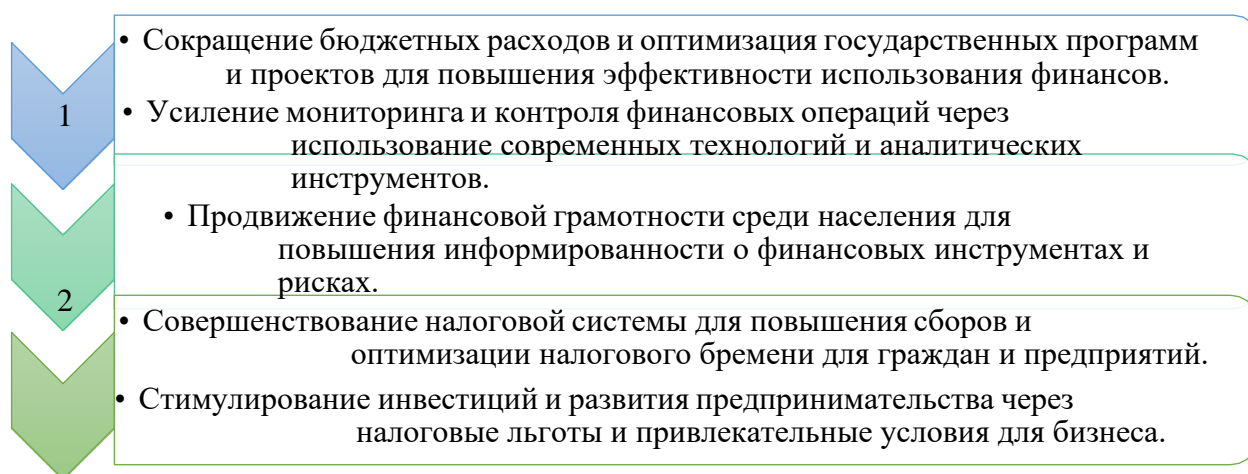 • Сокращение бюджетных расходов и оптимизация государственных программ
и проектов для повышения эффективности использования финансов.
1
• Усиление мониторинга и контроля финансовых операций через
использование современных технологий и аналитических
инструментов.
• Продвижение финансовой грамотности среди населения для
повышения информированности о финансовых инструментах и
рисках.
2
• Совершенствование налоговой системы для повышения сборов и
оптимизации налогового бремени для граждан и предприятий.
• Стимулирование инвестиций и развития предпринимательства через
налоговые льготы и привлекательные условия для бизнеса.